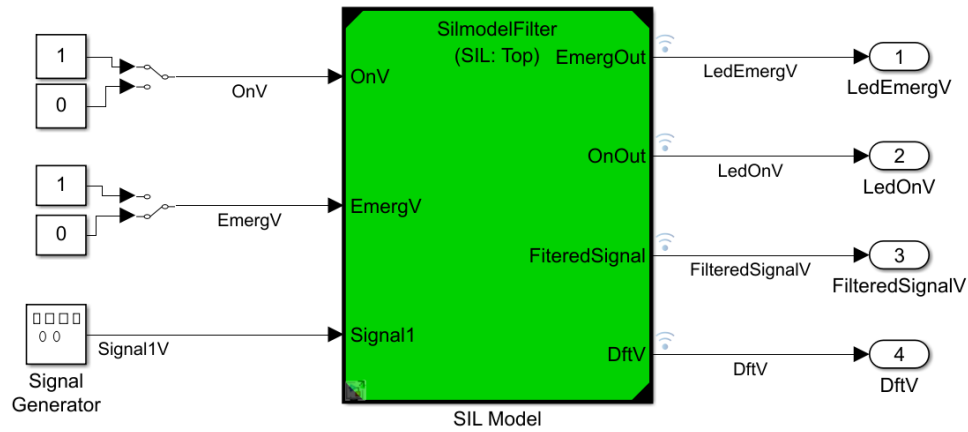 1
0
OnV
1
0
EmergV
Signal1V
Signal
Generator
SilmodelFilter
(SIL: Top)
OnV
EmergV
Signal1
EmergOut
OnOut
FiteredSignal
DftV
SIL Model
LedEmergV
LedOnV
FilteredSignalV
DftV
1
LedEmergV
2
LedOnV
3
FilteredSignalV
4
DftV